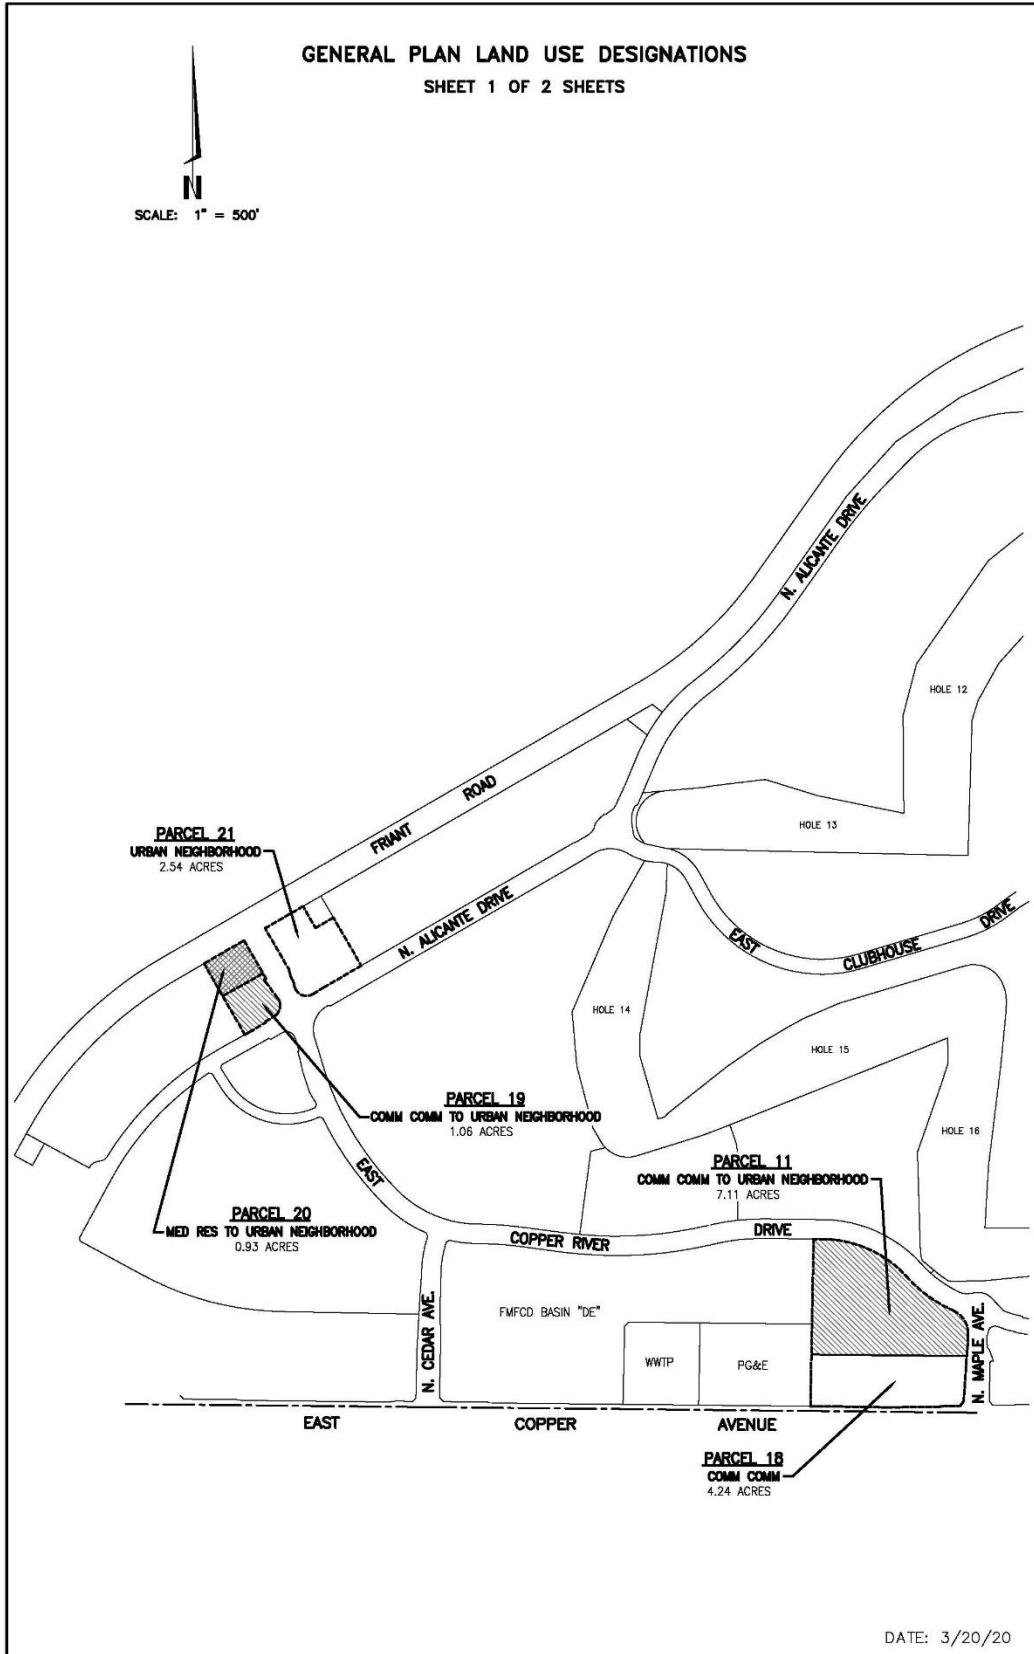 GENERAL PLAN LAND USE DESIGNATIONS
SHEET 1 OF 2 SHEETS
N
SCALE: 1" = 500'
N. ALICANTE DRIVE
HOLE 12
FRIANT ROAD
HOLE 13
PARCEL 21
URBAN NEIGHBORHOOD
2.54 ACRES
N. ALICANTE DRIVE
EAST CLUBHOUSE DRIVE
HOLE 14
HOLE 15
PARCEL 19
COMM COMM TO URBAN NEIGHBORHOOD
1.06 ACRES
HOLE 16
PARCEL 11
COMM COMM TO URBAN NEIGHBORHOOD
7.11 ACRES
PARCEL 20
MED RES TO URBAN NEIGHBORHOOD
0.93 ACRES
EAST COPPER RIVER DRIVE
N. CEDAR AVE.
FMFCD BASIN "DE"
WWTP
PG&E
N. MAPLE AVE.
EAST COPPER AVENUE
PARCEL 18
COMM COMM
4.24 ACRES
DATE: 3/20/20